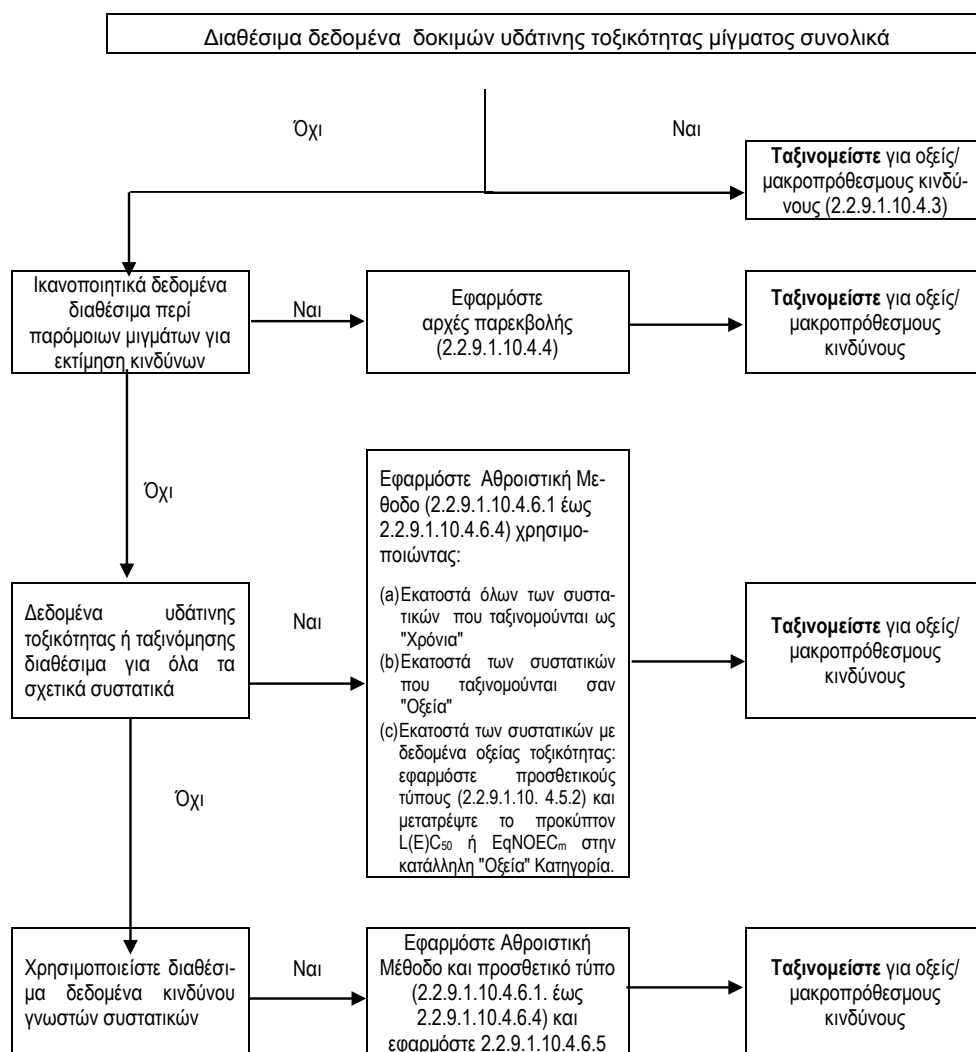 Διαθέσιμα δεδομένα δοκιμών υδάτινης τοξικότητας μίγματος συνολικά
Όχι
Ναι
Ταξινομείστε για οξείς/
μακροπρόθεσμους κινδύ-
νους (2.2.9.1.10.4.3)
Ικανοποιητικά δεδομένα
διαθέσιμα περί
παρόμοιων μιγμάτων για
εκτίμηση κινδύνων
Ναι
Εφαρμόστε
αρχές παρεκβολής
(2.2.9.1.10.4.4)
Ταξινομείστε για οξείς/
μακροπρόθεσμους
κινδύνους
Όχι
Δεδομένα υδάτινης
τοξικότητας ή ταξινόμησης
διαθέσιμα για όλα τα
σχετικά συστατικά
Ναι
Εφαρμόστε Αθροιστική Με-
θοδο (2.2.9.1.10.4.6.1 έως
2.2.9.1.10.4.6.4) χρησιμο-
ποιώντας:
(a) Εκατοστά όλων των συστα-
τικών που ταξινομούνται ως
"Χρόνια"
(b) Εκατοστά των συστατικών
που ταξινομούνται σαν
"Οξεία"
(c) Εκατοστά των συστατικών με
δεδομένα οξείας τοξικότητας:
εφαρμόστε προσθετικούς
τύπους (2.2.9.1.10. 4.5.2) και
μετατρέψτε το προκύπτον
L(E)C₅₀ ή EqNOECₘ στην
κατάλληλη "Οξεία" Κατηγορία.
Ταξινομείστε για οξείς/
μακροπρόθεσμους
κινδύνους
Όχι
Χρησιμοποιείστε διαθέσι-
μα δεδομένα κινδύνου
γνωστών συστατικών
Ναι
Εφαρμόστε Αθροιστική
Μέθοδο και προσθετικό τύπο
(2.2.9.1.10.4.6.1. έως
2.2.9.1.10.4.6.4) και
εφαρμόστε 2.2.9.1.10.4.6.5
Ταξινομείστε για οξείς/
μακροπρόθεσμους
κινδύνους